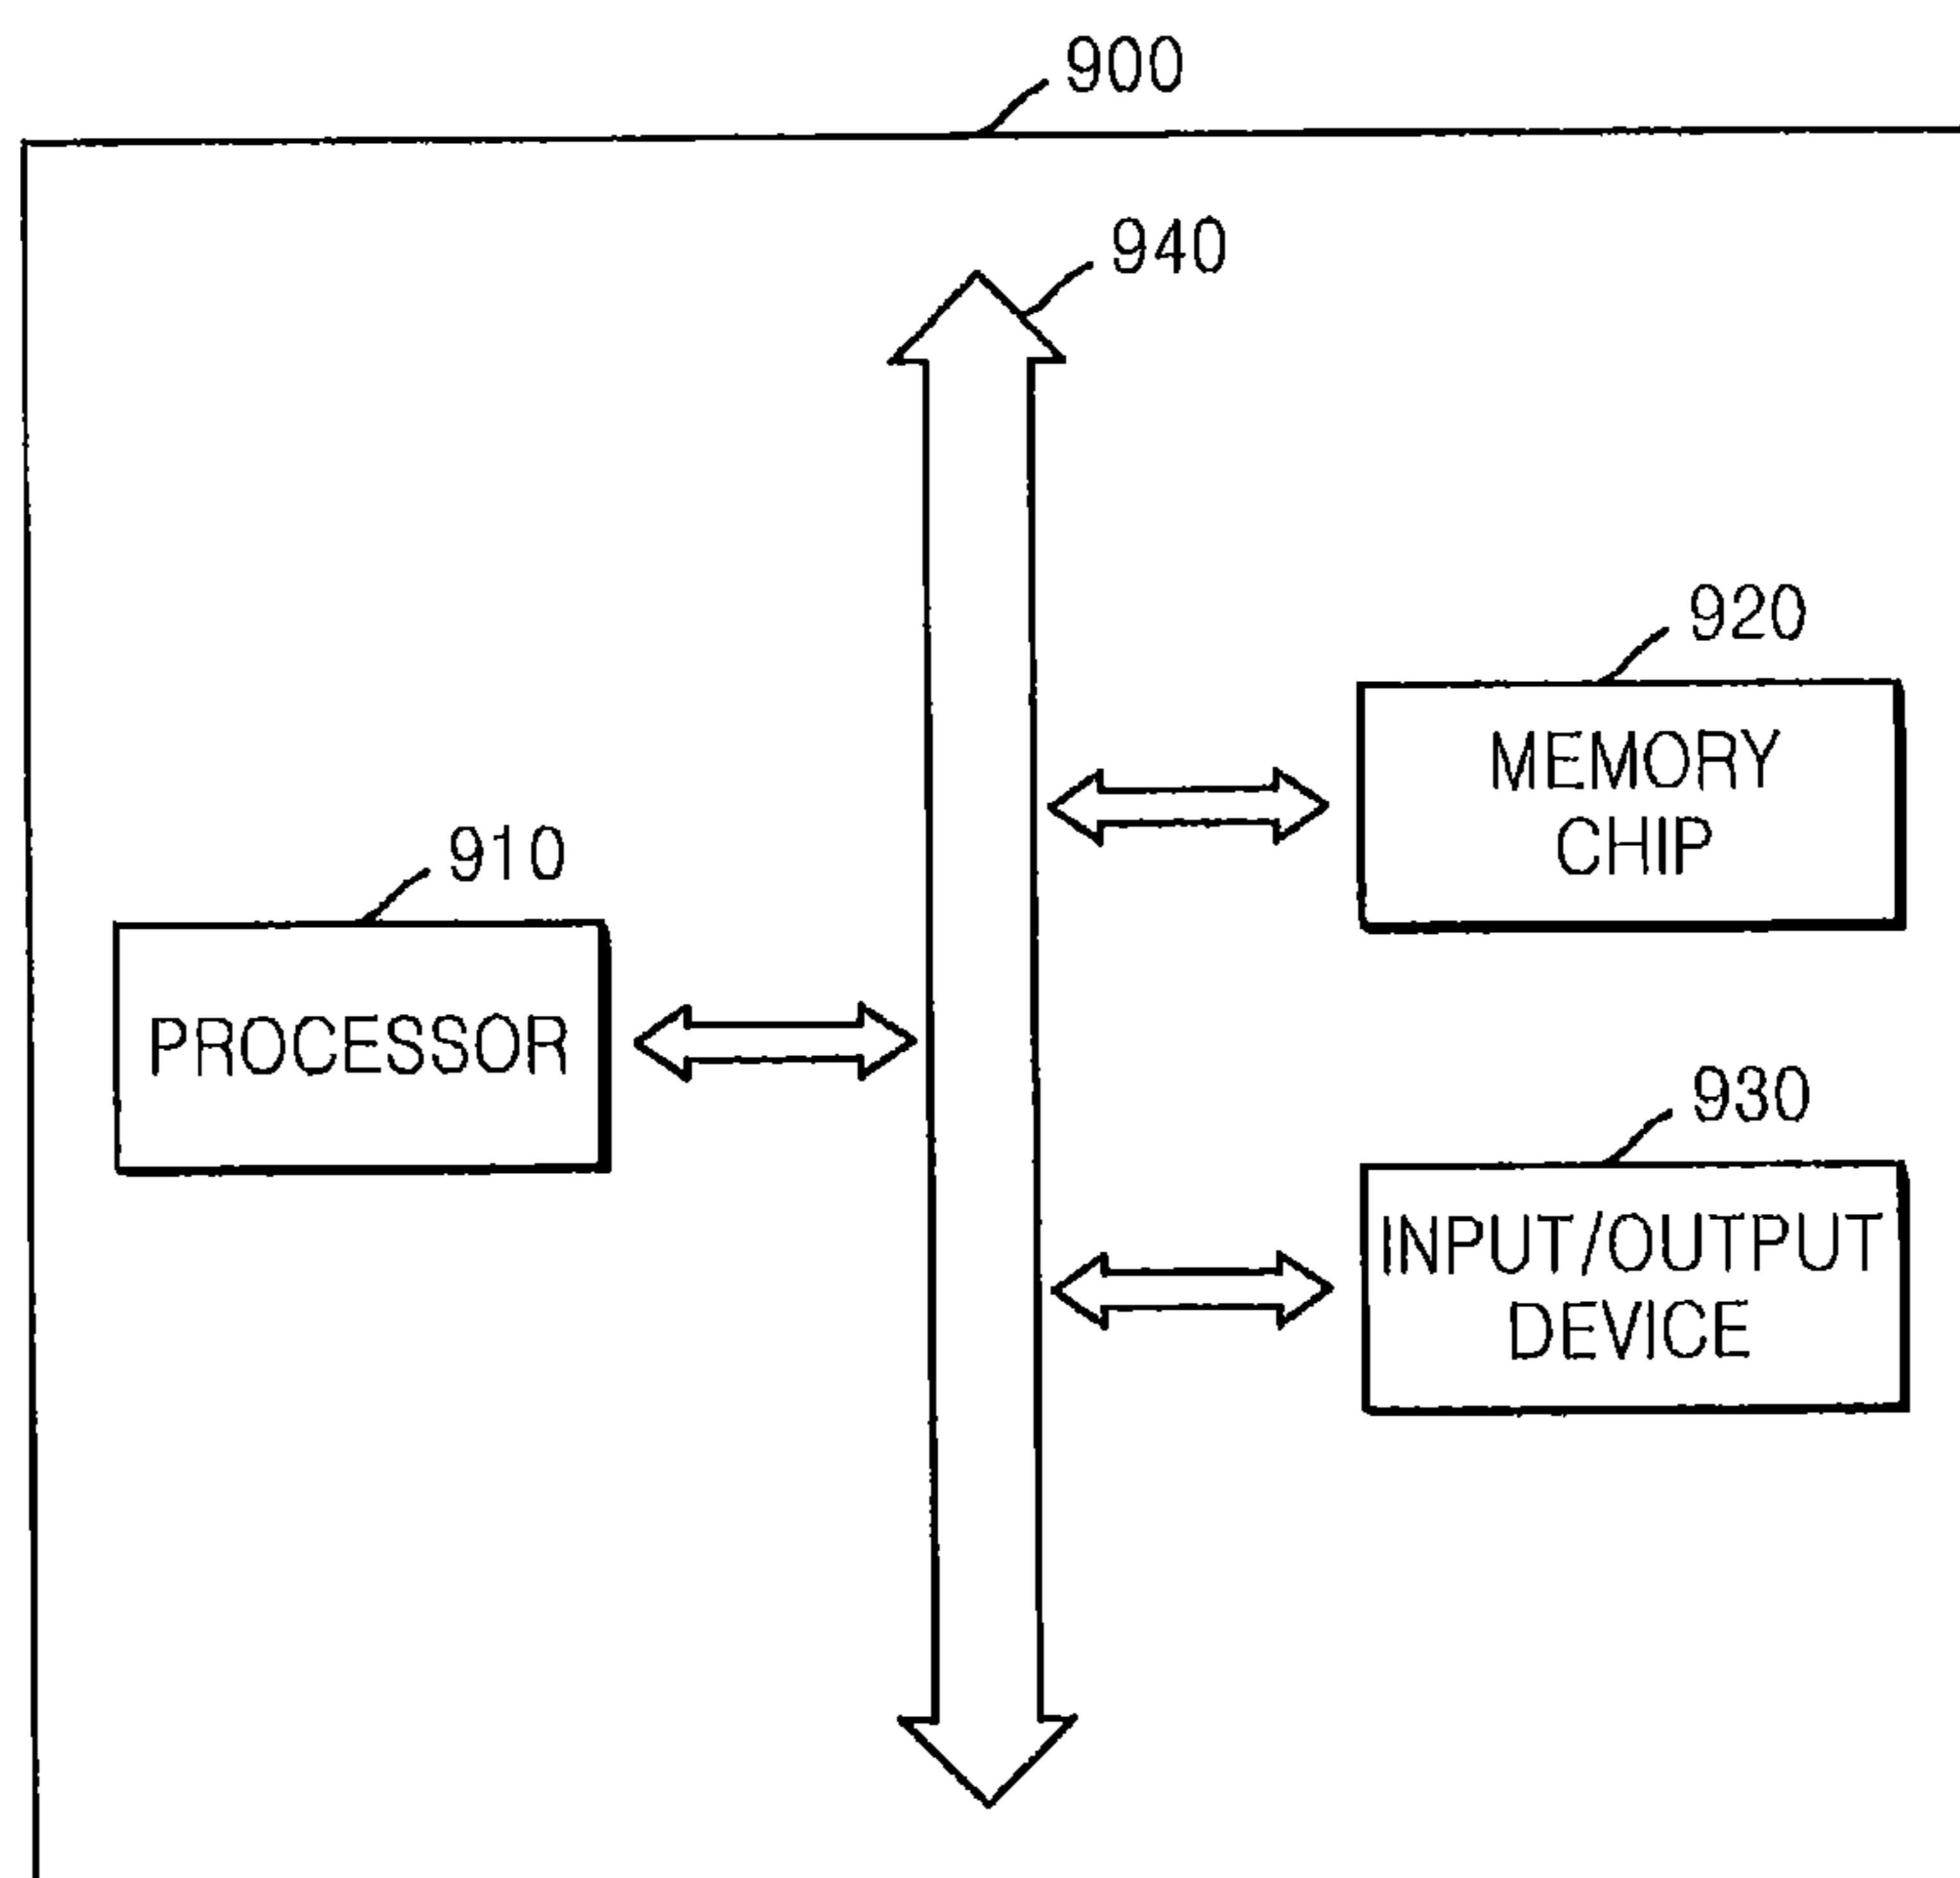 900
940
920
MEMORY
CHIP
910
PROCESSOR
930
INPUT/OUTPUT
DEVICE